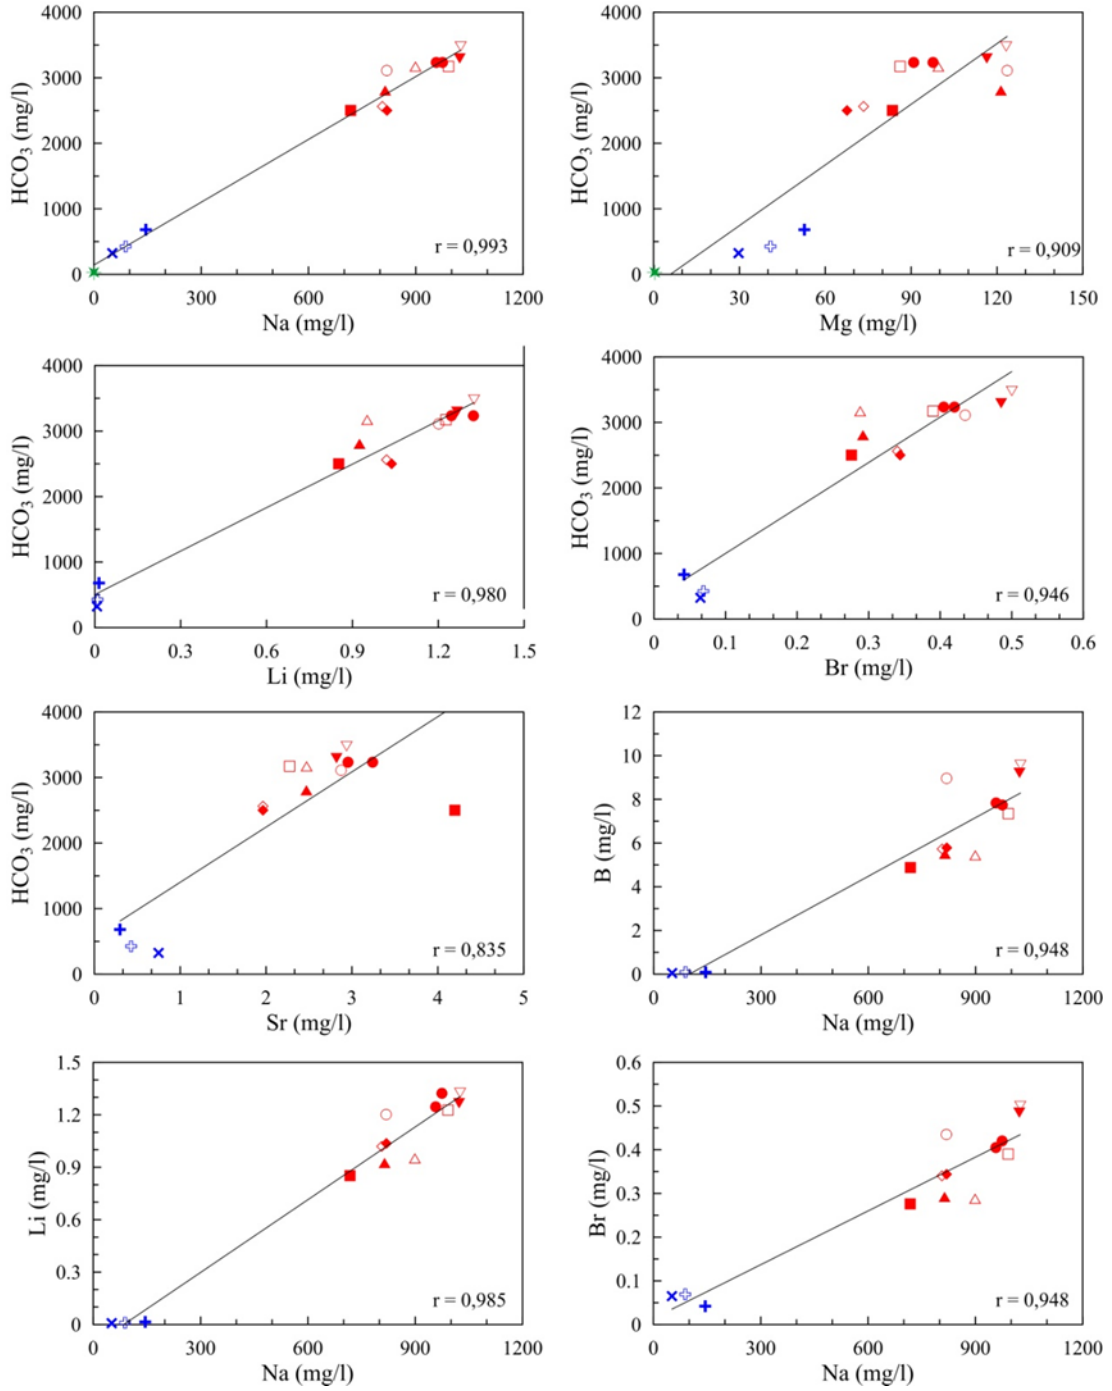 4000
3000
2000
1000
0
HCO3 (mg/l)
r = 0,993
0 300 600 900 1200
Na (mg/l)
4000
3000
2000
1000
0
HCO3 (mg/l)
r = 0,909
0 30 60 90 120 150
Mg (mg/l)
4000
3000
2000
1000
0
HCO3 (mg/l)
r = 0,980
0 0.3 0.6 0.9 1.2 1.5
Li (mg/l)
4000
3000
2000
1000
0
HCO3 (mg/l)
r = 0,946
0 0.1 0.2 0.3 0.4 0.5 0.6
Br (mg/l)
4000
3000
2000
1000
0
HCO3 (mg/l)
r = 0,835
0 1 2 3 4 5
Sr (mg/l)
12
10
8
6
4
2
0
B (mg/l)
r = 0,948
0 300 600 900 1200
Na (mg/l)
1.5
1.2
0.9
0.6
0.3
0
Li (mg/l)
r = 0,985
0 300 600 900 1200
Na (mg/l)
0.6
0.5
0.4
0.3
0.2
0.1
0
Br (mg/l)
r = 0,948
0 300 600 900 1200
Na (mg/l)